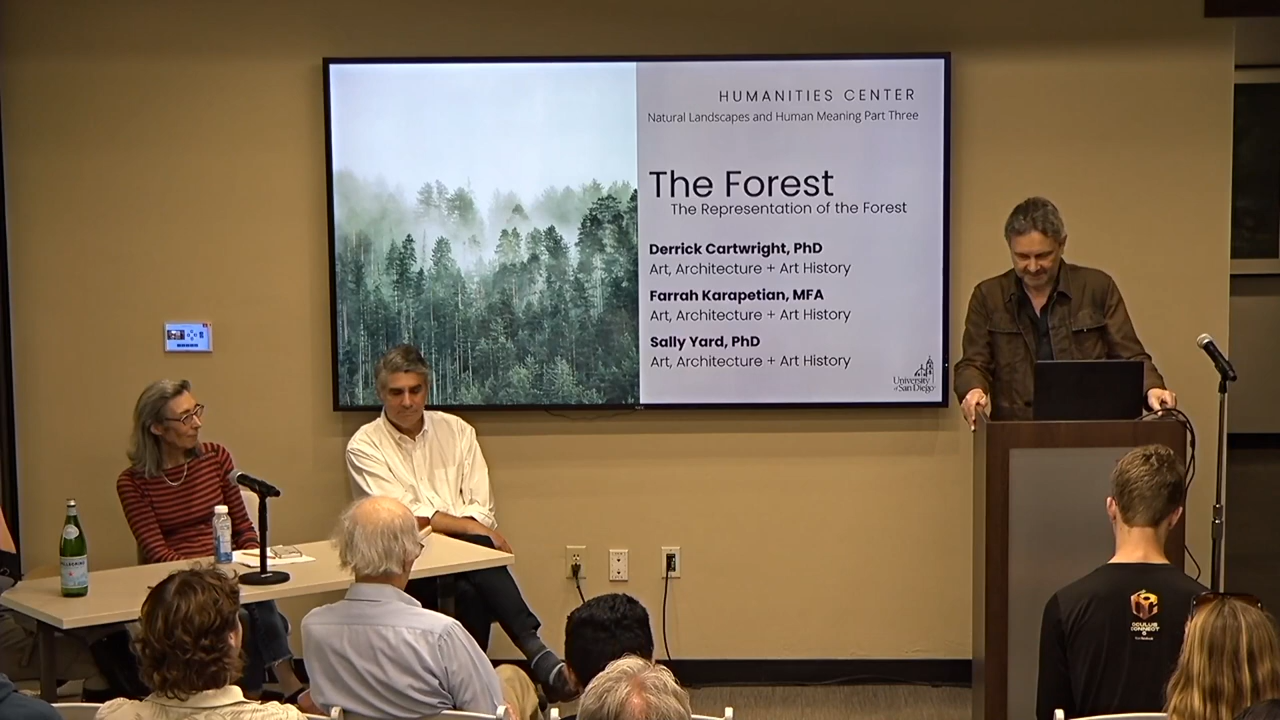 HUMANITIES CENTER
Natural Landscapes and Human Meaning Part Three
The Forest
The Representation of the Forest
Derrick Cartwright, PhD
Art, Architecture + Art History
Farrah Karapetian, MFA
Art, Architecture + Art History
Sally Yard, PhD
Art, Architecture + Art History
University
of San Diego
OCULUS
CONNECT